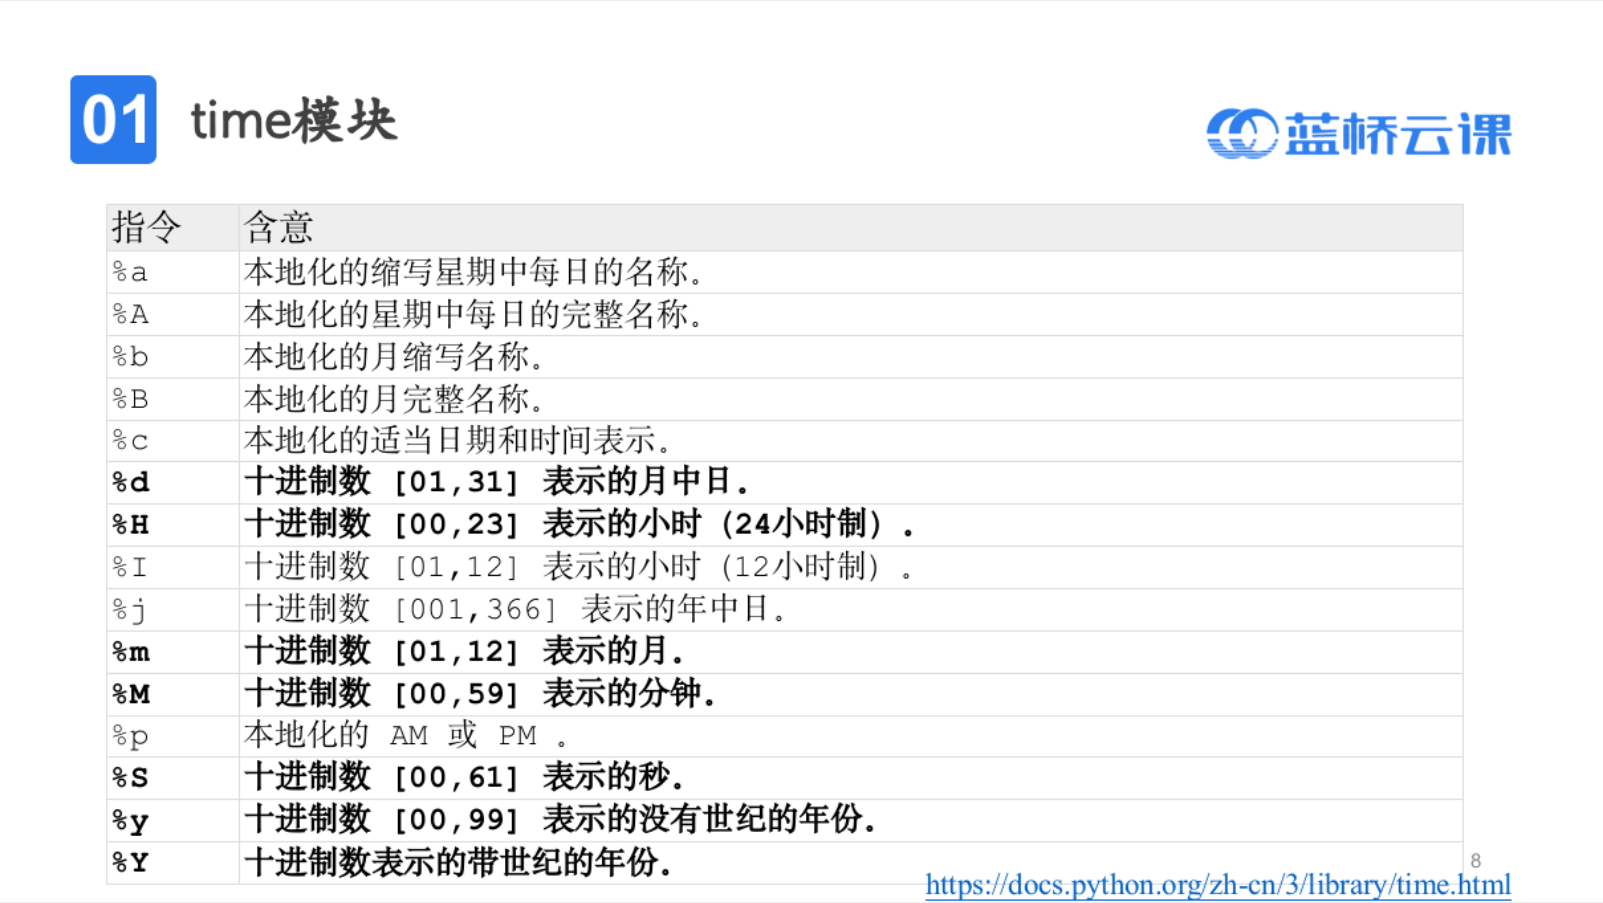 01 time模块
蓝桥云课
指令 含意
%a 本地化的缩写星期中每日的名称。
%A 本地化的星期中每日的完整名称。
%b 本地化的月缩写名称。
%B 本地化的月完整名称。
%c 本地化的适当日期和时间表示。
%d 十进制数 [01,31] 表示的月中日。
%H 十进制数 [00,23] 表示的小时（24小时制）。
%I 十进制数 [01,12] 表示的小时（12小时制）。
%j 十进制数 [001,366] 表示的年中日。
%m 十进制数 [01,12] 表示的月。
%M 十进制数 [00,59] 表示的分钟。
%p 本地化的 AM 或 PM 。
%S 十进制数 [00,61] 表示的秒。
%y 十进制数 [00,99] 表示的没有世纪的年份。
%Y 十进制数表示的带世纪的年份。
8
https://docs.python.org/zh-cn/3/library/time.html